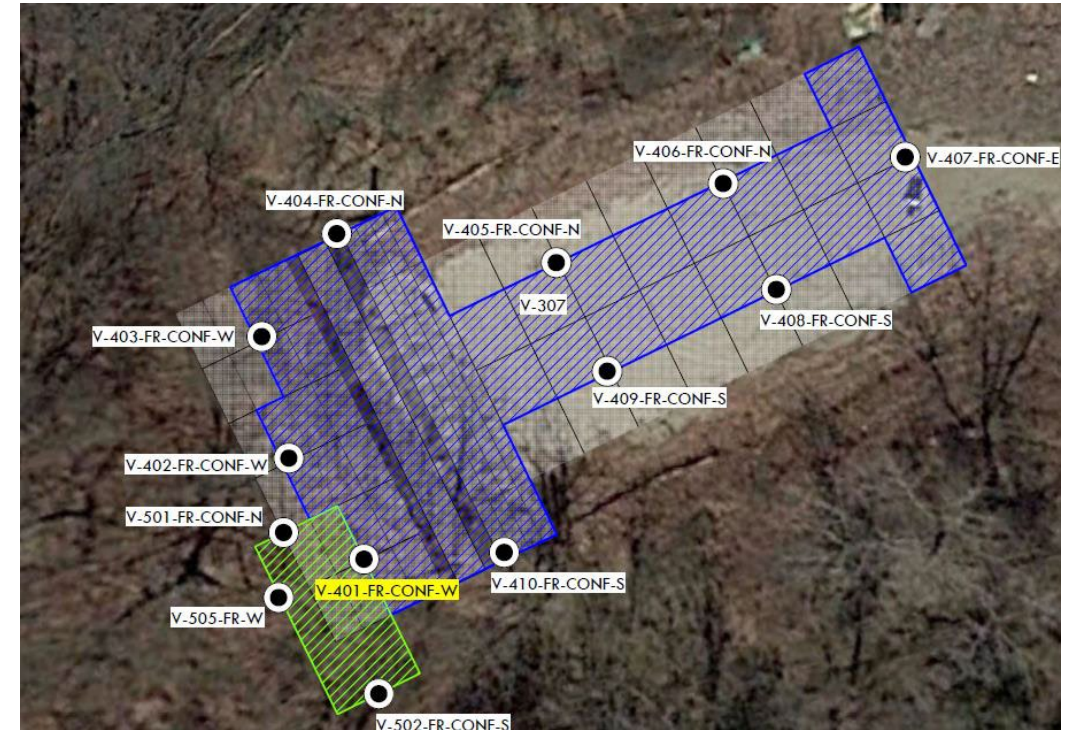 V-406-FR-CONF-N
V-407-FR-CONF-E
V-404-FR-CONF-N
V-405-FR-CONF-N
V-307
V-408-FR-CONF-S
V-403-FR-CONF-W
V-409-FR-CONF-S
V-402-FR-CONF-W
V-501-FR-CONF-N
V-401-FR-CONF-W
V-410-FR-CONF-S
V-505-FR-W
V-502-FR-CONF-S